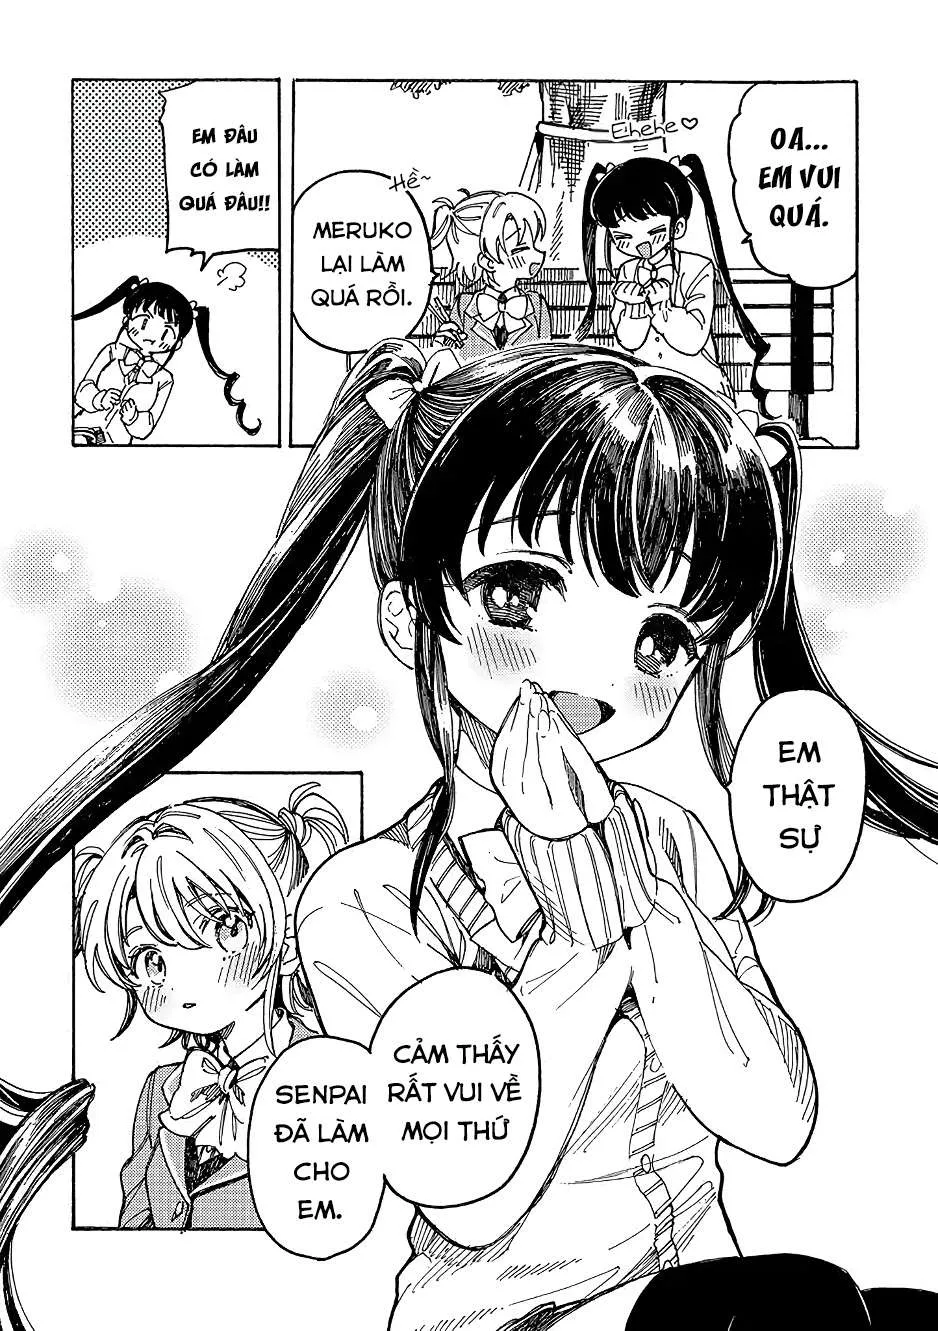 OA...
EM VUI
QUÁ.
Eihehe♡
Hề~
MERUKO
LẠI LÀM
QUÁ RỒI.
EM ĐÂU
CÓ LÀM
QUÁ ĐÂU!!
EM
THẬT
SỰ
CẢM THẤY
RẤT VUI VỀ
MỌI THỨ
SENPAI
ĐÃ LÀM
CHO
EM.